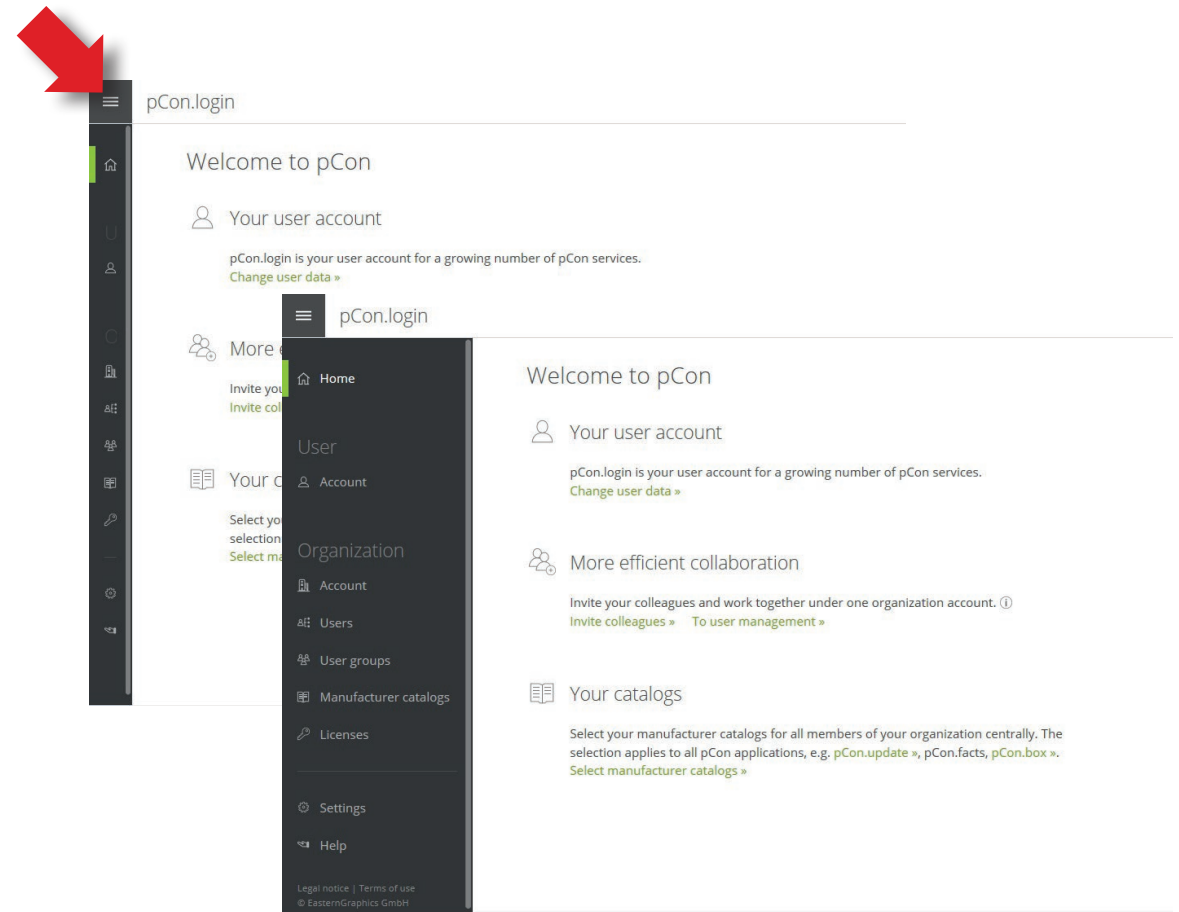 pCon.login
Welcome to pCon
U
Your user account
pCon.login is your user account for a growing number of pCon services.
Change user data »
C
More
Invite you
Invite col
Your c
Select you
selection
Select ma
pCon.login
Home
User
Account
Organization
Account
Users
User groups
Manufacturer catalogs
Licenses
Settings
Help
Legal notice | Terms of use
© EasternGraphics GmbH
Welcome to pCon
Your user account
pCon.login is your user account for a growing number of pCon services.
Change user data »
More efficient collaboration
Invite your colleagues and work together under one organization account. i
Invite colleagues » To user management »
Your catalogs
Select your manufacturer catalogs for all members of your organization centrally. The
selection applies to all pCon applications, e.g. pCon.update », pCon.facts, pCon.box ».
Select manufacturer catalogs »